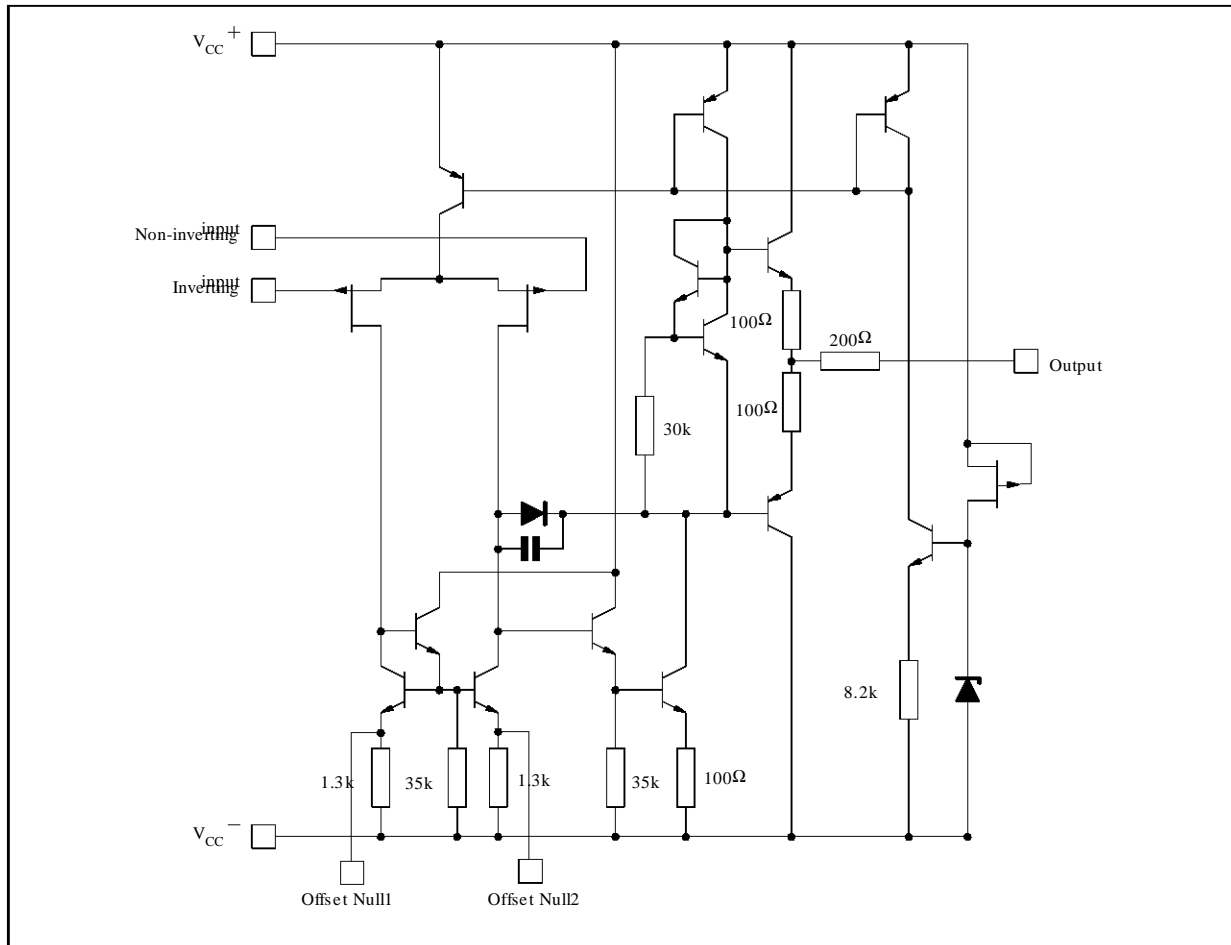 VCC+
input
Non-inverting
input
Inverting
100Ω
200Ω
Output
100Ω
30k
8.2k
1.3k
35k
1.3k
35k
100Ω
VCC−
Offset Null1
Offset Null2